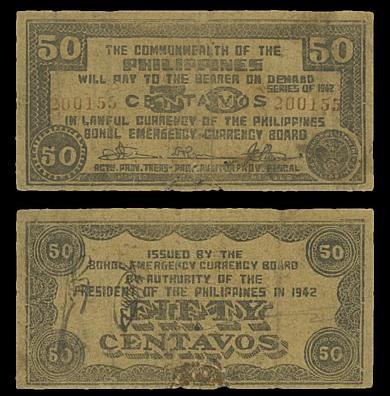 50 50
THE COMMONWEALTH OF THE
PHILIPPINES
WILL PAY TO THE BEARER ON DEMAND
SERIES OF 1942
200155 200155
50
CENTAVOS
IN LAWFUL CURRENCY OF THE PHILIPPINES
BOHOL EMERGENCY CURRENCY BOARD
50
ACTG. PROV. TREAS. PROV. AUDITOR PROV. FISCAL
ISSUED BY THE
50 50
BOHOL EMERGENCY CURRENCY BOARD
BY AUTHORITY OF THE
PRESIDENT OF THE PHILIPPINES IN 1942
FIFTY
CENTAVOS
50 50